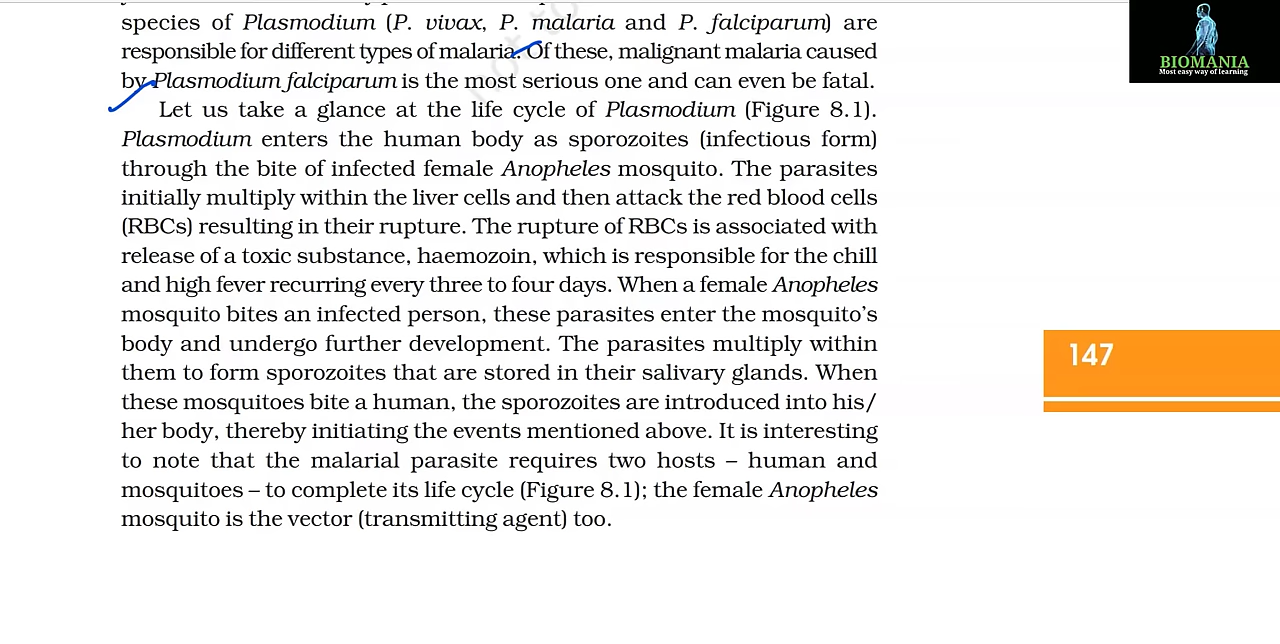 species of Plasmodium (P. vivax, P. malaria and P. falciparum) are
responsible for different types of malaria. Of these, malignant malaria caused
by Plasmodium falciparum is the most serious one and can even be fatal.
Let us take a glance at the life cycle of Plasmodium (Figure 8.1).
Plasmodium enters the human body as sporozoites (infectious form)
through the bite of infected female Anopheles mosquito. The parasites
initially multiply within the liver cells and then attack the red blood cells
(RBCs) resulting in their rupture. The rupture of RBCs is associated with
release of a toxic substance, haemozoin, which is responsible for the chill
and high fever recurring every three to four days. When a female Anopheles
mosquito bites an infected person, these parasites enter the mosquito's
body and undergo further development. The parasites multiply within
them to form sporozoites that are stored in their salivary glands. When
these mosquitoes bite a human, the sporozoites are introduced into his/
her body, thereby initiating the events mentioned above. It is interesting
to note that the malarial parasite requires two hosts – human and
mosquitoes – to complete its life cycle (Figure 8.1); the female Anopheles
mosquito is the vector (transmitting agent) too.
BIOMANIA
Most easy way of learning
147